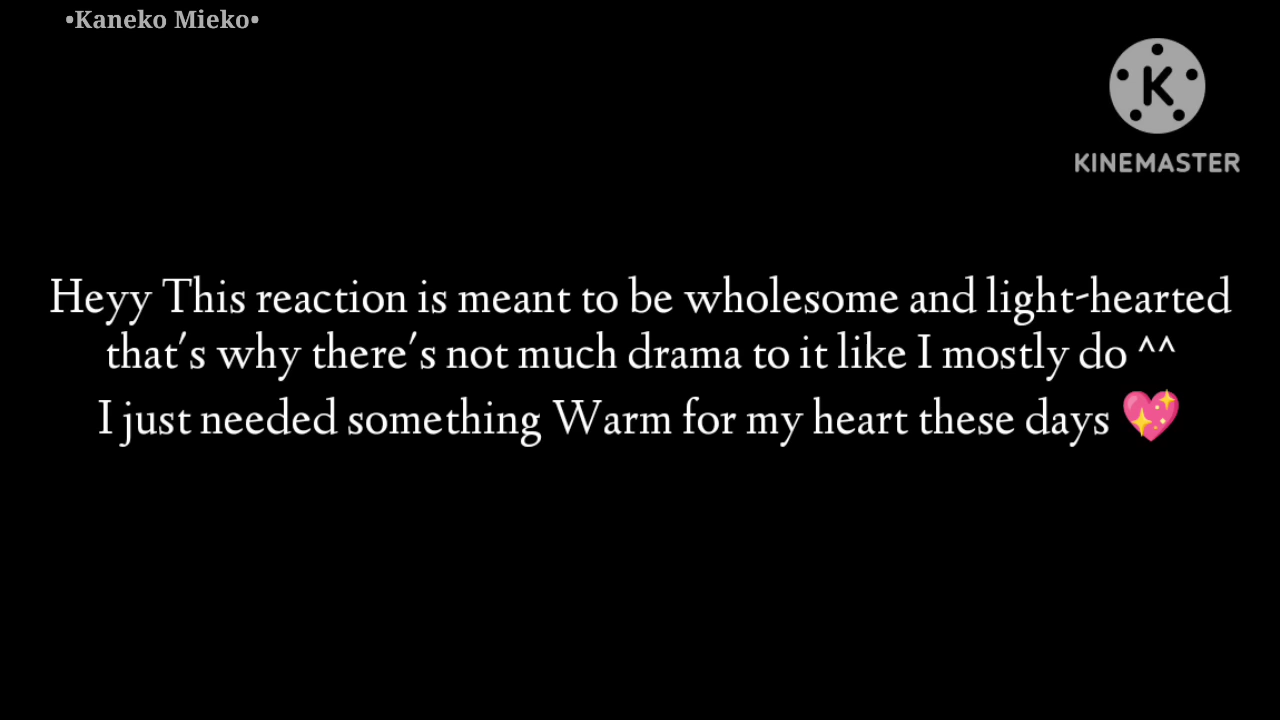 •Kaneko Mieko•
K
KINEMASTER
Heyy This reaction is meant to be wholesome and light-hearted
that's why there's not much drama to it like I mostly do ^^
I just needed something Warm for my heart these days 💖